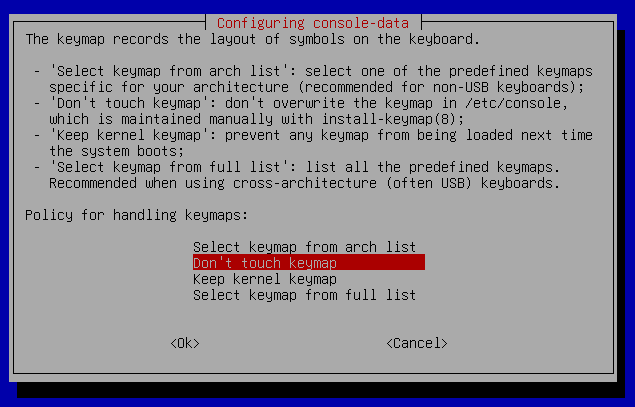 Configuring console-data
The keymap records the layout of symbols on the keyboard.
- 'Select keymap from arch list': select one of the predefined keymaps
specific for your architecture (recommended for non-USB keyboards);
- 'Don't touch keymap': don't overwrite the keymap in /etc/console,
which is maintained manually with install-keymap(8);
- 'Keep kernel keymap': prevent any keymap from being loaded next time
the system boots;
- 'Select keymap from full list': list all the predefined keymaps.
Recommended when using cross-architecture (often USB) keyboards.
Policy for handling keymaps:
Select keymap from arch list
Don't touch keymap
Keep kernel keymap
Select keymap from full list
<Ok> <Cancel>